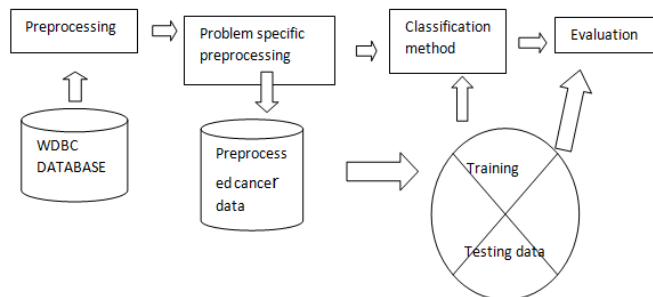 Preprocessing
Problem specific
preprocessing
Classification
method
Evaluation
WDBC
DATABASE
Preprocess
ed cancer
data
Training
Testing data